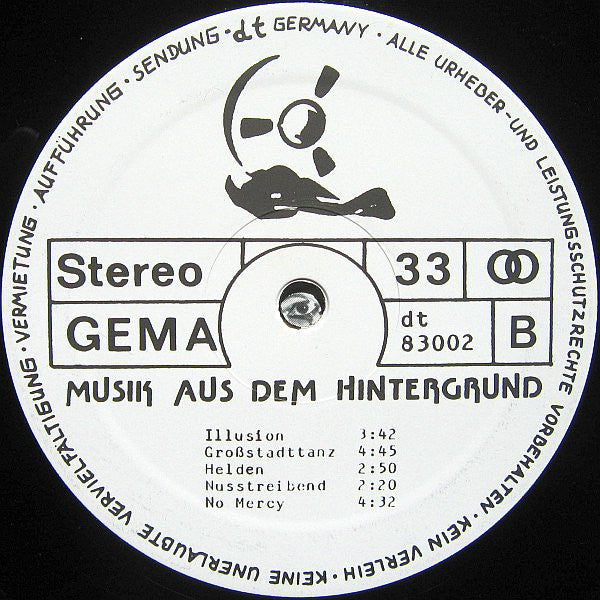 dt GERMANY · ALLE URHEBER-UND LEISTUNGSSCHUTZRECHTE VORBEHALTEN · KEIN VERLEIH · KEINE UNERLAUBTE VERVIELFÄLTIGUNG · VERMIETUNG · AUFFÜHRUNG · SENDUNG ·
Stereo 33
GEMA dt 83002 B
MUSIK AUS DEM HINTERGRUND
Illusion 3:42
Großstadttanz 4:45
Helden 2:50
Nusstreibend 2:20
No Mercy 4:32